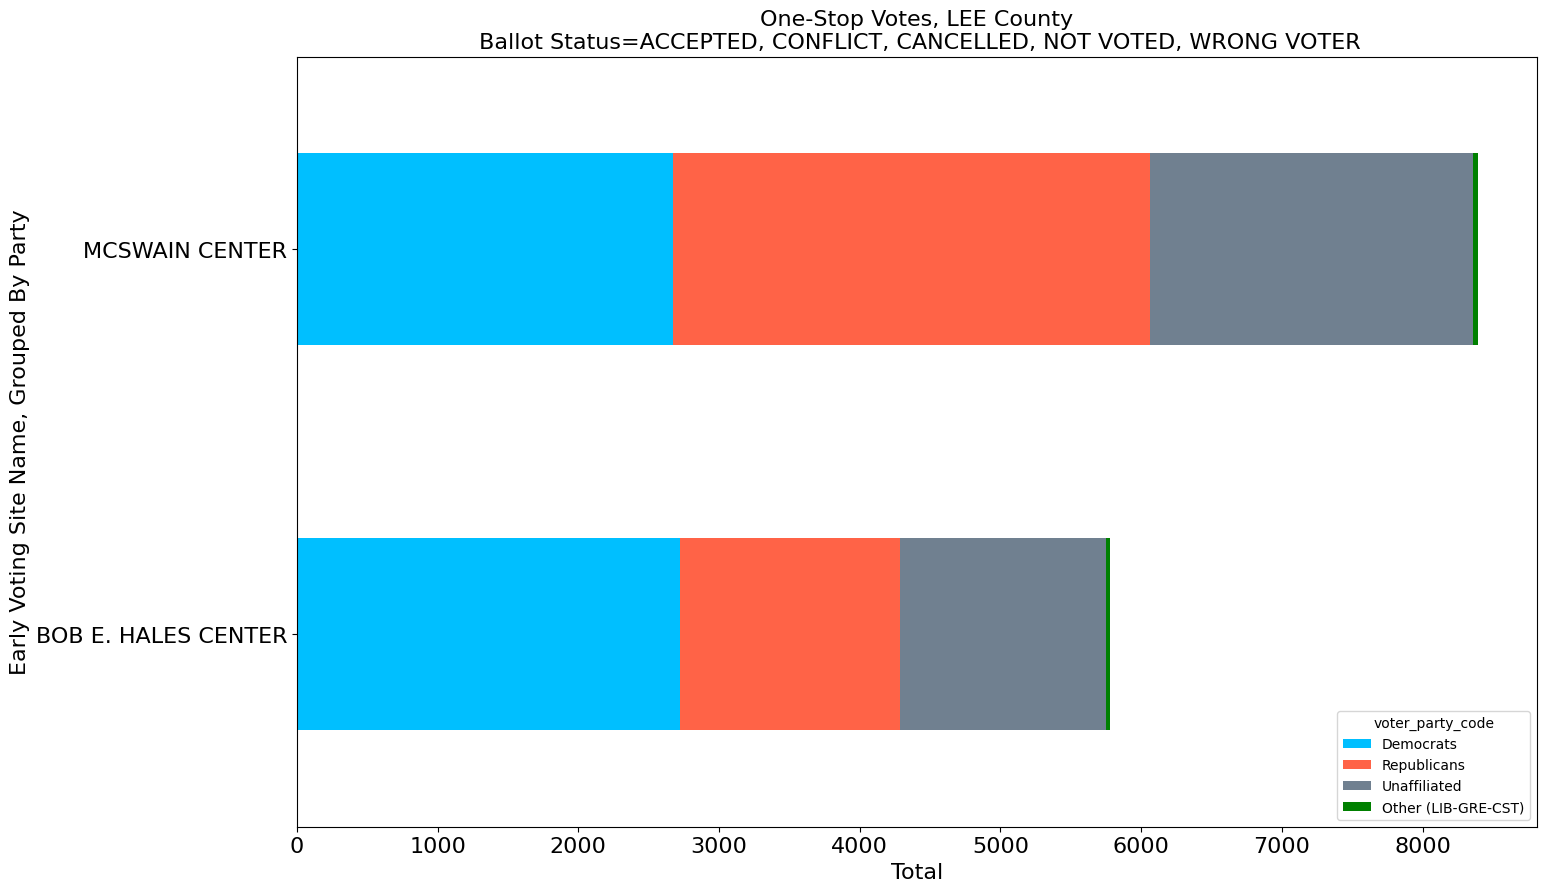 One-Stop Votes, LEE County
Ballot Status=ACCEPTED, CONFLICT, CANCELLED, NOT VOTED, WRONG VOTER
Early Voting Site Name, Grouped By Party
MCSWAIN CENTER
BOB E. HALES CENTER
voter_party_code
Democrats
Republicans
Unaffiliated
Other (LIB-GRE-CST)
0 1000 2000 3000 4000 5000 6000 7000 8000
Total